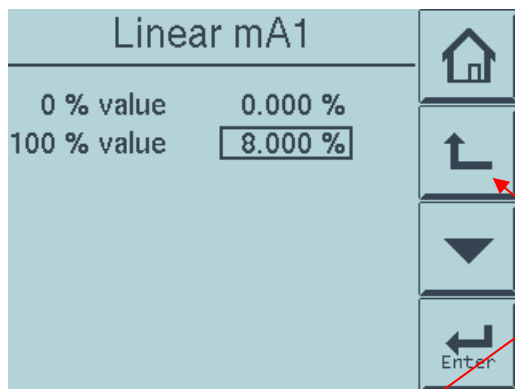 Linear mA1
0 % value 0.000 %
100 % value 8.000 %
Enter